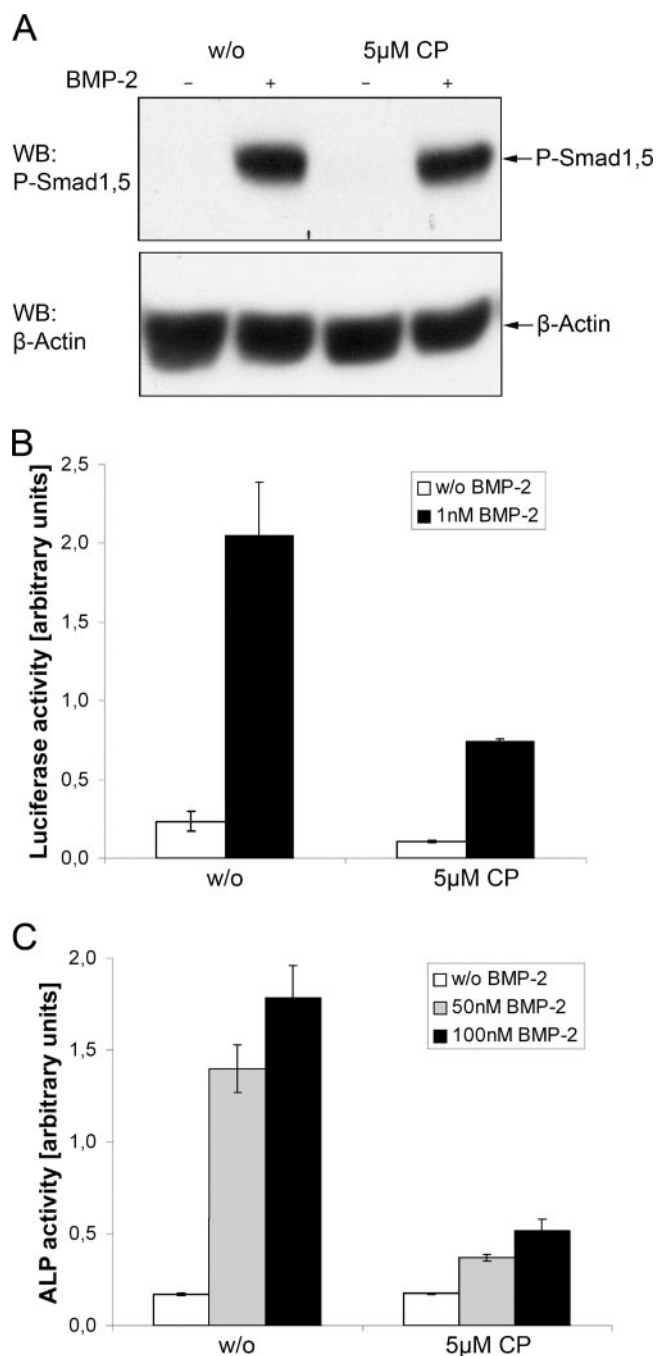 A
w/o 5µM CP
BMP-2 − + − +
WB:
P-Smad1,5
P-Smad1,5
WB:
β-Actin
β-Actin
B
Luciferase activity [arbitrary units]
2,5
2,0
1,5
1,0
0,5
0,0
w/o BMP-2
1nM BMP-2
w/o 5µM CP
C
ALP activity [arbitrary units]
2,0
1,5
1,0
0,5
0,0
w/o BMP-2
50nM BMP-2
100nM BMP-2
w/o 5µM CP